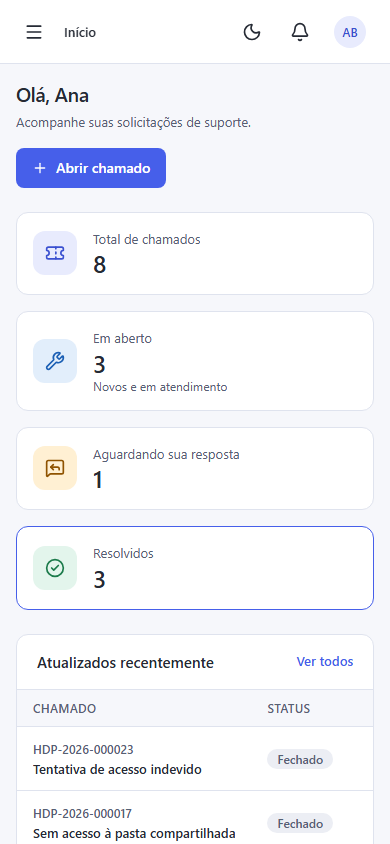 Início
AB
Olá, Ana
Acompanhe suas solicitações de suporte.
Abrir chamado
Total de chamados
8
Em aberto
3
Novos e em atendimento
Aguardando sua resposta
1
Resolvidos
3
Atualizados recentemente
Ver todos
CHAMADO STATUS
HDP-2026-000023
Tentativa de acesso indevido
Fechado
HDP-2026-000017
Sem acesso à pasta compartilhada
Fechado